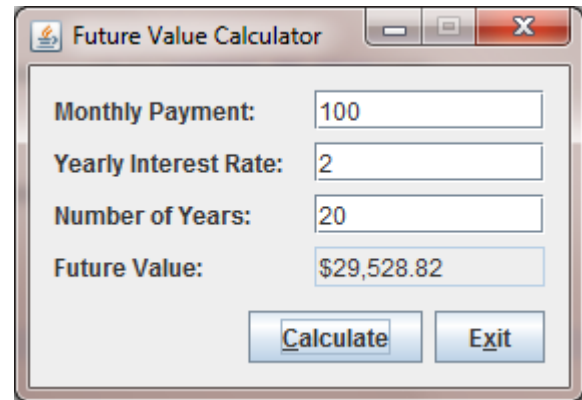 Future Value Calculator
Monthly Payment: 100
Yearly Interest Rate: 2
Number of Years: 20
Future Value: $29,528.82
Calculate Exit